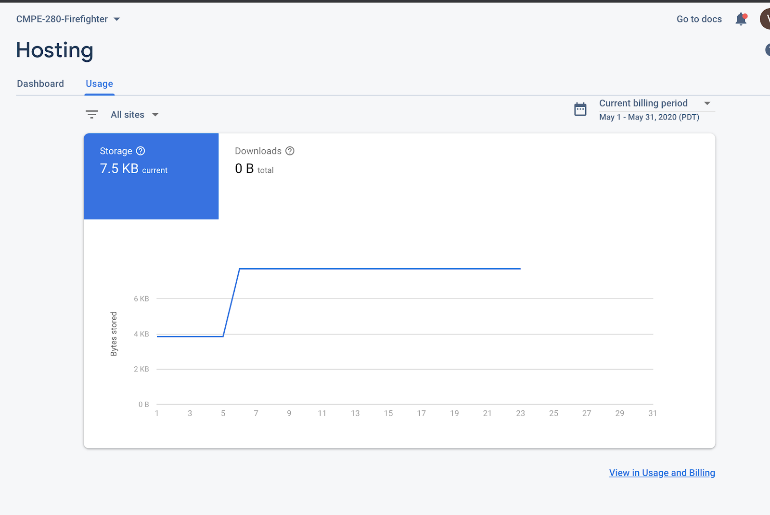 CMPE-280-Firefighter
Go to docs
Hosting
Dashboard Usage
All sites
Current billing period
May 1 - May 31, 2020 (PDT)
Storage
7.5 KB current
Downloads
0 B total
Bytes stored
6 KB
4 KB
2 KB
0 B
1 3 5 7 9 11 13 15 17 19 21 23 25 27 29 31
View in Usage and Billing